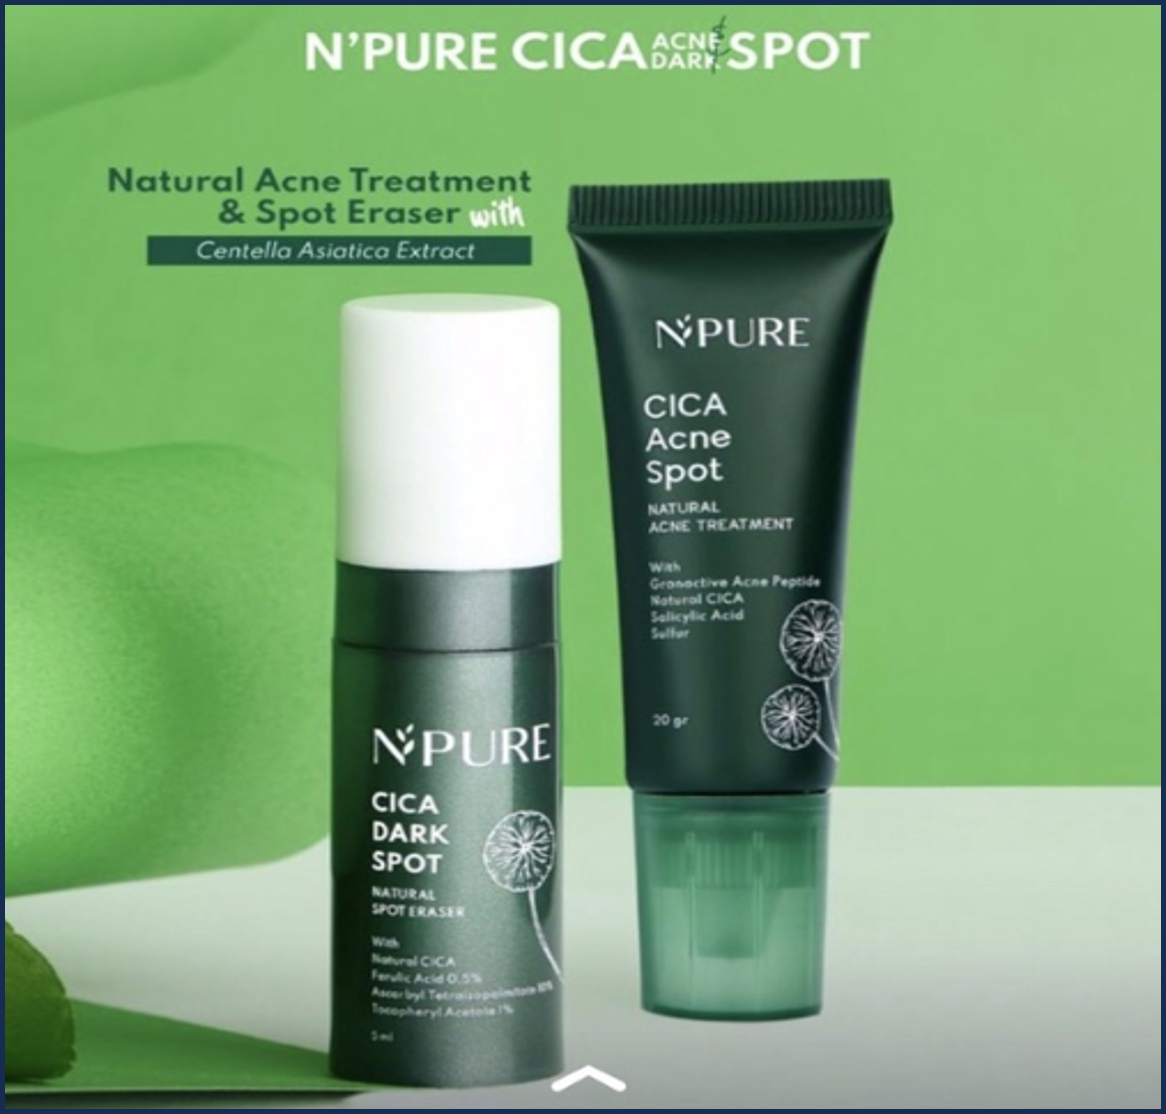 N'PURE CICA ACNE DARK SPOT
Natural Acne Treatment
& Spot Eraser with
Centella Asiatica Extract
NPURE
CICA
Acne
Spot
NATURAL
ACNE TREATMENT
With
Granactive Acne Peptide
Natural CICA
Salicylic Acid
Sulfur
20 gr
NPURE
CICA
DARK
SPOT
NATURAL
SPOT ERASER
With
Natural CICA
Ferulic Acid 0,5%
Ascorbyl Tetraisopalmitate 10%
Tocopheryl Acetate 1%
5 ml